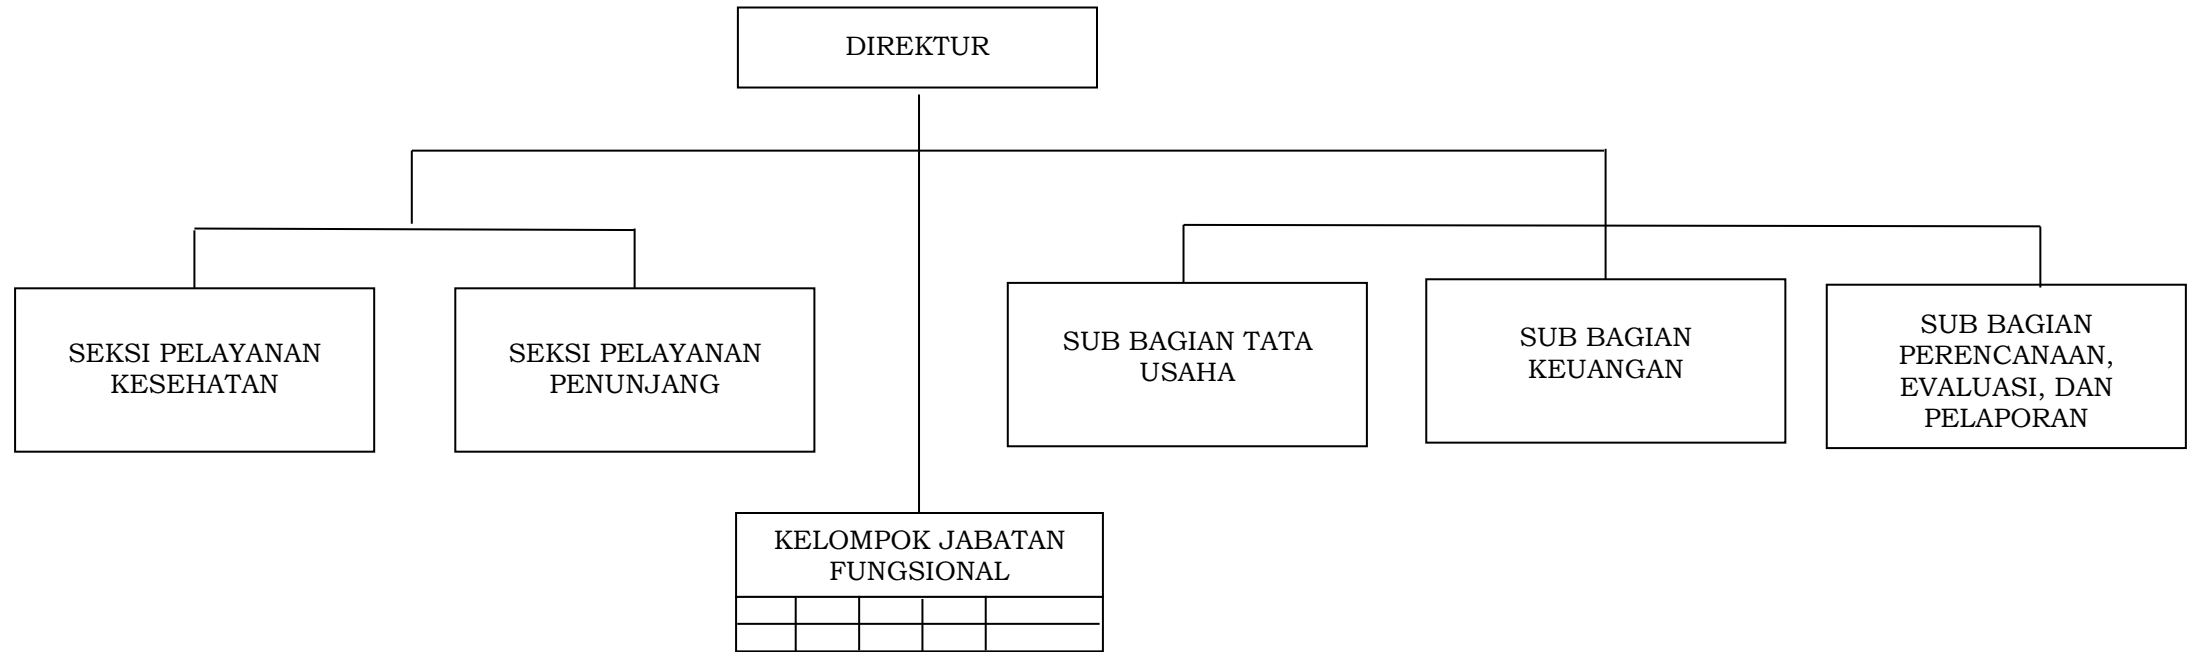 DIREKTUR
SEKSI PELAYANAN
KESEHATAN
SEKSI PELAYANAN
PENUNJANG
SUB BAGIAN TATA
USAHA
SUB BAGIAN
KEUANGAN
SUB BAGIAN
PERENCANAAN,
EVALUASI, DAN
PELAPORAN
KELOMPOK JABATAN
FUNGSIONAL